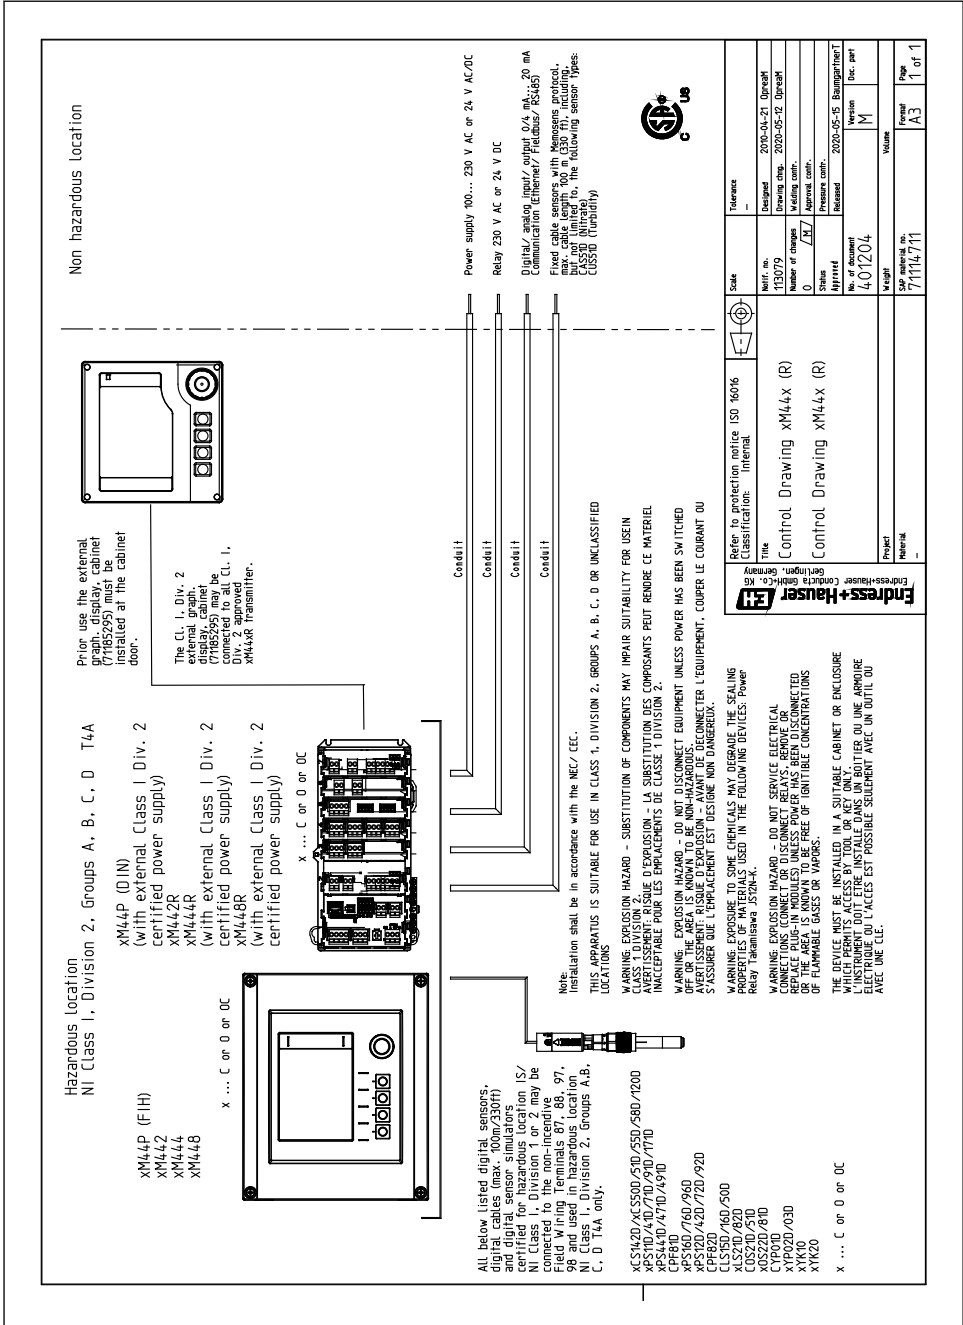 Hazardous location
NI Class I, Division 2, Groups A, B, C, D   T4A
Non hazardous location
xM44P (FIH)
xM442
xM444
xM448
x ... C or O or OC
xM44P (DIN)
(with external Class I Div. 2
certified power supply)
xM442R
xM444R
(with external Class I Div. 2
certified power supply)
xM448R
(with external Class I Div. 2
certified power supply)
x ... C or O or OC
Prior use the external
graph. display, cabinet
(71185295) must be
installed at the cabinet
door.
The Cl. I, Div. 2
external graph.
display, cabinet
(71185295) may be
connected to all Cl. I,
Div. 2 approved
xM44xR transmitter.
Conduit
Conduit
Conduit
Conduit
Power supply 100... 230 V AC or 24 V AC/DC
Relay 230 V AC or 24 V DC
Digital/ analog input/ output 0/4 mA... 20 mA
Communication (Ethernet/ Fieldbus/ RS485)
Fixed cable sensors with Memosens protocol,
max. cable length 100 m (330 ft), including,
but not limited to, the following sensor types:
CAS51D (Nitrate)
CUS51D (Turbidity)
C
US
All below listed digital sensors,
digital cables (max. 100m/330ft)
and digital sensor simulators
certified for hazardous location IS/
NI Class I, Division 1 or 2 may be
connected to the non-incendive
Field Wiring Terminals 87, 88, 97,
98 and used in hazardous location
NI Class I, Division 2, Groups A,B,
C, D T4A only.
xCS142D/xCS50D/51D/55D/58D/120D
xPS11D/41D/71D/91D/171D
xPS441D/471D/491D
CPF81D
xPS16D/76D/96D
xPS12D/42D/72D/92D
CPF82D
CLS15D/16D/50D
xLS21D/82D
COS21D/51D
xOS22D/81D
CYP01D
xYP02D/03D
xYK10
xYK20
x ... C or O or OC
Note:
Installation shall be in accordance with the NEC/ CEC.
THIS APPARATUS IS SUITABLE FOR USE IN CLASS 1, DIVISION 2, GROUPS A, B, C, D OR UNCLASSIFIED
LOCATIONS
WARNING: EXPLOSION HAZARD - SUBSTITUTION OF COMPONENTS MAY IMPAIR SUITABILITY FOR USEIN
CLASS 1 DIVISION 2.
AVERTISSEMENT: RISQUE D'EXPLOSION - LA SUBSTITUTION DES COMPOSANTS PEUT RENDRE CE MATERIEL
INACCEPTABLE POUR LES EMPLACEMENTS DE CLASSE 1 DIVISION 2.
WARNING: EXPLOSION HAZARD - DO NOT DISCONNECT EQUIPMENT UNLESS POWER HAS BEEN SWITCHED
OFF OR THE AREA IS KNOWN TO BE NON-HAZARDOUS.
AVERTISSEMENT: RISQUE D'EXPLOSION - AVANT DE DECONNECTER L'EQUIPEMENT, COUPER LE COURANT OU
S'ASSURER QUE L'EMPLACEMENT EST DESIGNE NON DANGEREUX.
WARNING: EXPOSURE TO SOME CHEMICALS MAY DEGRADE THE SEALING
PROPERTIES OF MATERIALS USED IN THE FOLLOWING DEVICES: Power
Relay Takamisawa JS12N-K.
WARNING: EXPLOSION HAZARD - DO NOT SERVICE ELECTRICAL
CONNECTIONS (CONNECT OR DISCONNECT RELAYS, REMOVE OR
REPLACE PLUG-IN MODULES) UNLESS POWER HAS BEEN DISCONNECTED
OR THE AREA IS KNOWN TO BE FREE OF IGNITIBLE CONCENTRATIONS
OF FLAMMABLE GASES OR VAPORS.
THE DEVICE MUST BE INSTALLED IN A SUITABLE CABINET OR ENCLOSURE
WHICH PERMITS ACCESS BY TOOL OR KEY ONLY.
L'INSTRUMENT DOIT ETRE INSTALLE DANS UN BOITIER OU UNE ARMOIRE
ELECTRIQUE OU L'ACCES EST POSSIBLE SEULEMENT AVEC UN OUTIL OU
AVEC UNE CLE.
Endress+Hauser
Endress+Hauser Conducta GmbH+Co. KG
Gerlingen, Germany
Refer to protection notice ISO 16016
Classification: Internal
Title
Control Drawing xM44x (R)
Control Drawing xM44x (R)
Project
Material
-
Scale
Tolerance
-
Notif. no.
113079
Number of changes
0
/M/
Status
Approved
Designed 2010-04-21 OpreaM
Drawing chng. 2020-05-12 OpreaM
Welding contr.
Approval contr.
Pressure contr.
Released 2020-05-15 BaumgartnerT
No. of document
401204
Version
M
Doc. part
Weight
Volume
SAP material no.
71114711
Format
A3
Page
1 of 1